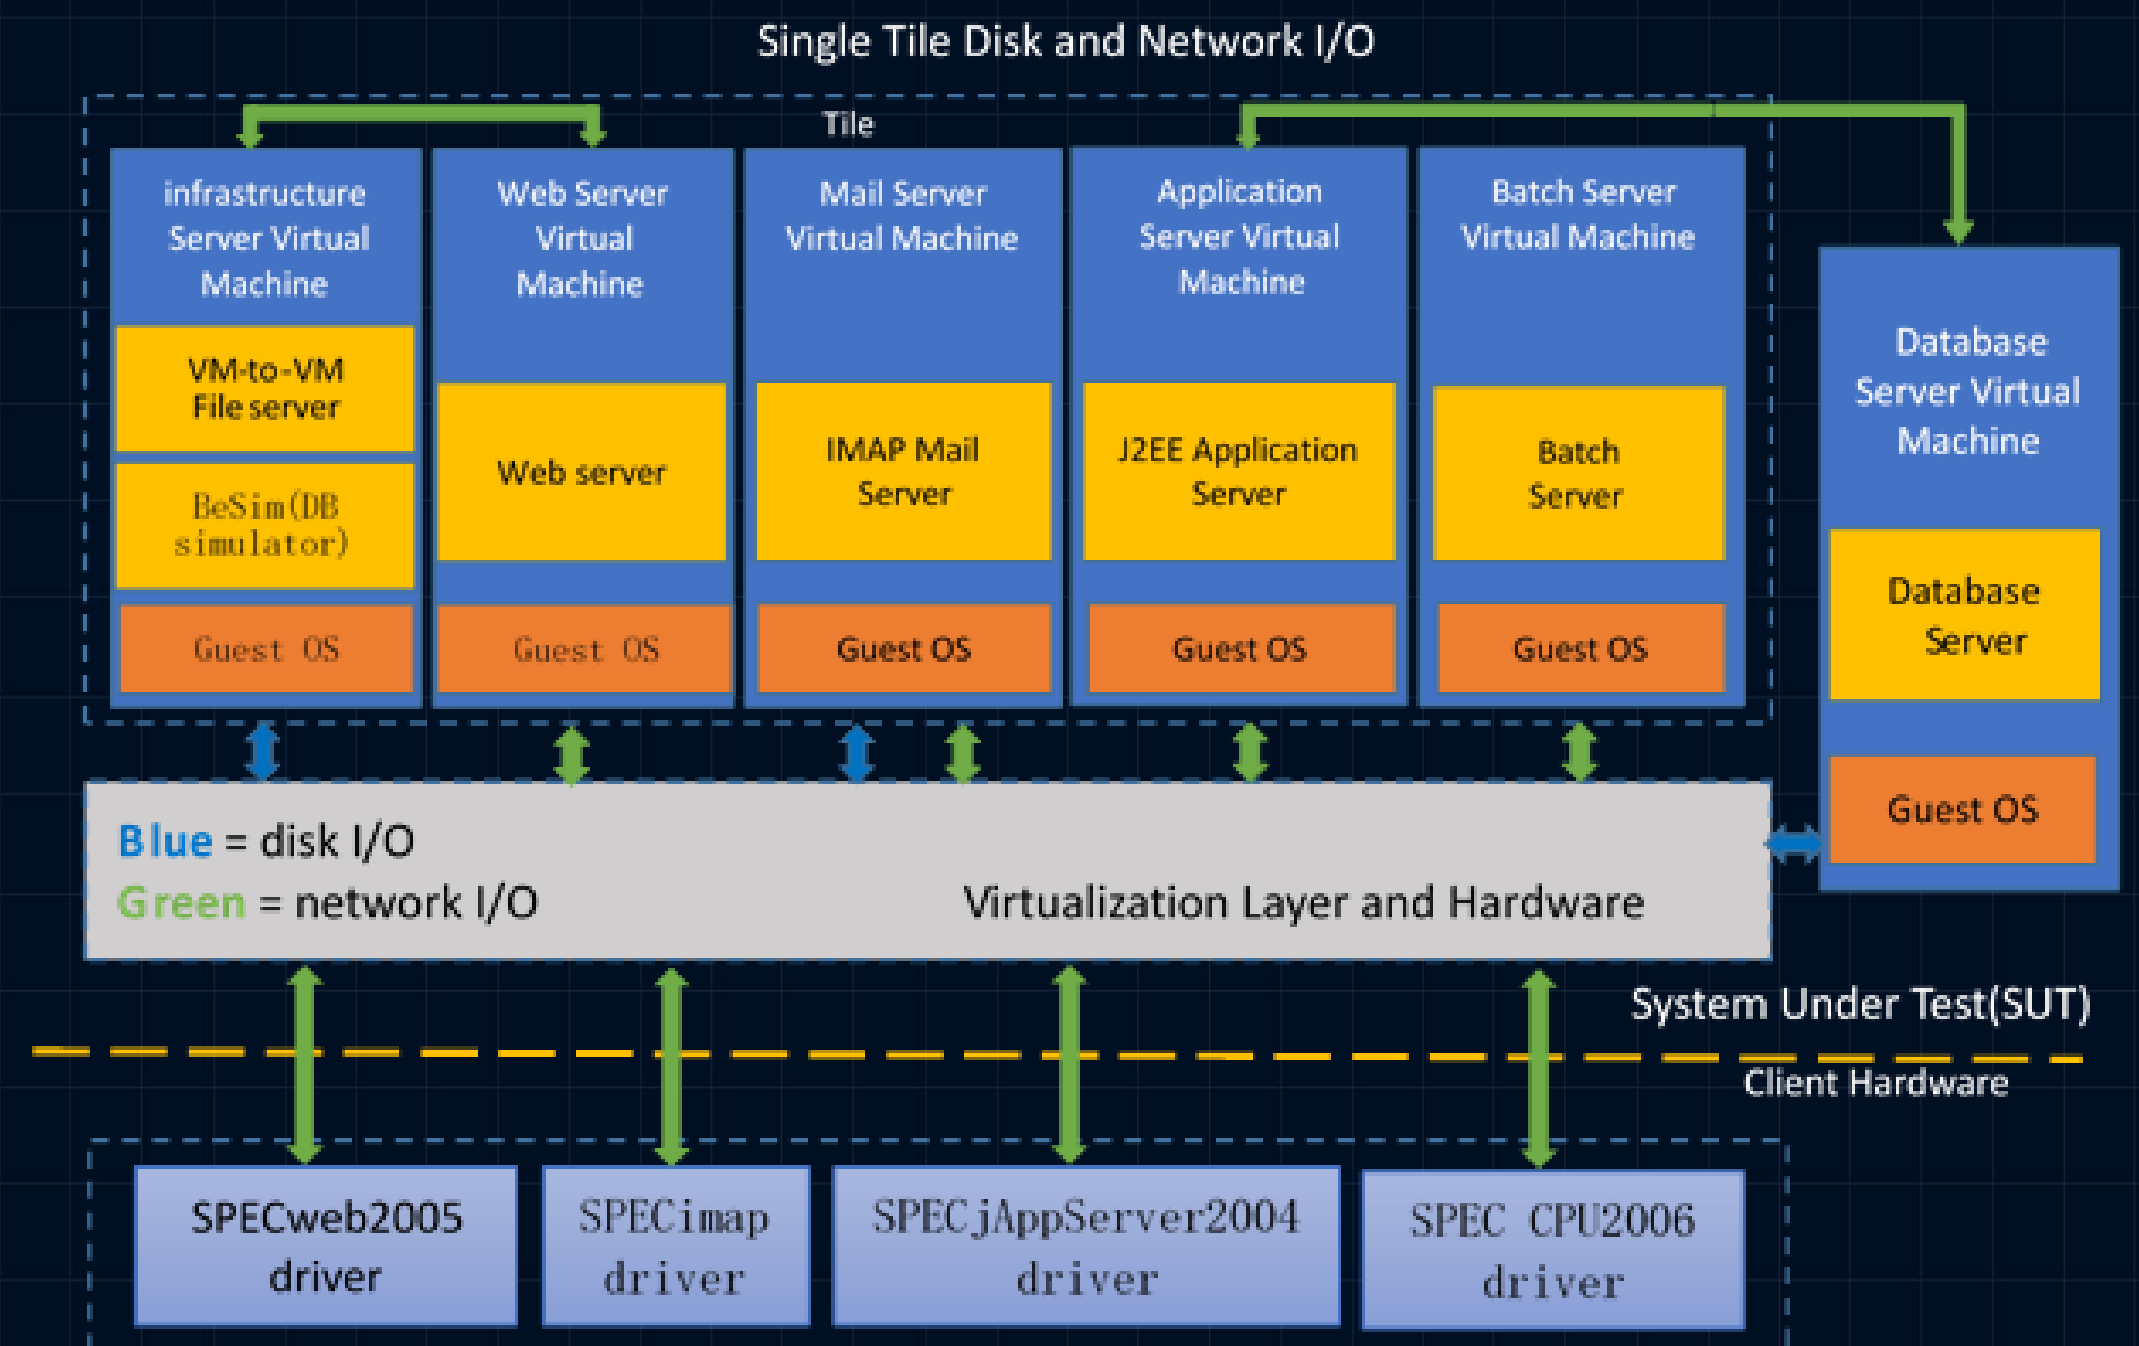 Single Tile Disk and Network I/O
Tile
infrastructure
Server Virtual
Machine
VM-to-VM
File server
BeSim(DB
simulator)
Guest OS
Web Server
Virtual
Machine
Web server
Guest OS
Mail Server
Virtual Machine
IMAP Mail
Server
Guest OS
Application
Server Virtual
Machine
J2EE Application
Server
Guest OS
Batch Server
Virtual Machine
Batch
Server
Guest OS
Database
Server Virtual
Machine
Database
Server
Guest OS
Blue = disk I/O
Green = network I/O
Virtualization Layer and Hardware
System Under Test(SUT)
Client Hardware
SPECweb2005
driver
SPECimap
driver
SPECjAppServer2004
driver
SPEC CPU2006
driver